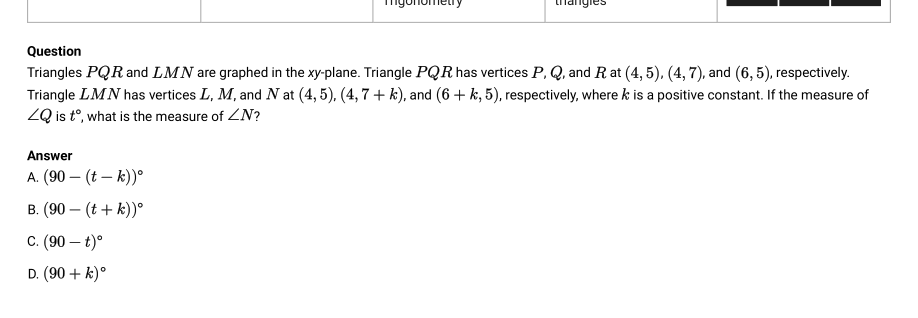 Trigonometry
triangles
Question
Triangles PQR and LMN are graphed in the xy-plane. Triangle PQR has vertices P, Q, and R at (4, 5), (4, 7), and (6, 5), respectively.
Triangle LMN has vertices L, M, and N at (4, 5), (4, 7 + k), and (6 + k, 5), respectively, where k is a positive constant. If the measure of
∠Q is t°, what is the measure of ∠N?
Answer
A. (90 − (t − k))°
B. (90 − (t + k))°
C. (90 − t)°
D. (90 + k)°